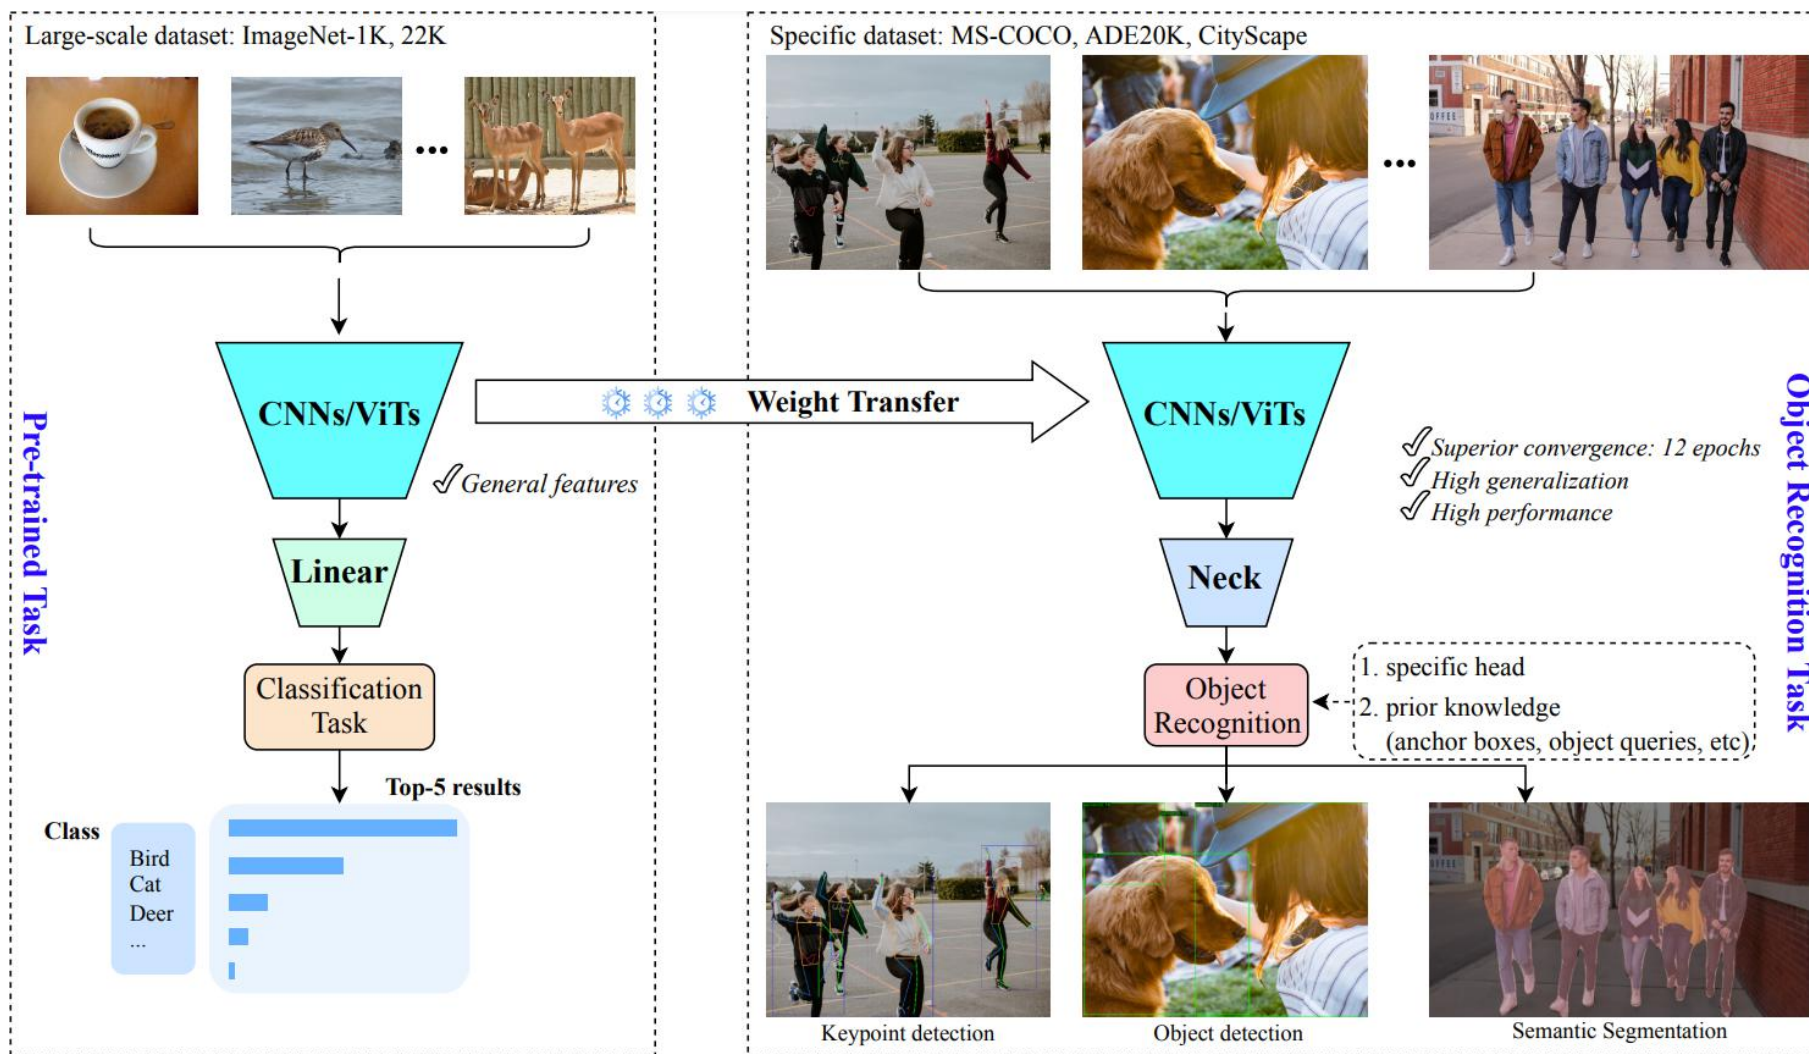 Large-scale dataset: ImageNet-1K, 22K
Pre-trained Task
CNNs/ViTs
General features
Linear
Classification
Task
Top-5 results
Class
Bird
Cat
Deer
...
Weight Transfer
Specific dataset: MS-COCO, ADE20K, CityScape
OFFEE
CNNs/ViTs
Superior convergence: 12 epochs
High generalization
High performance
Neck
Object
Recognition
1. specific head
2. prior knowledge
(anchor boxes, object queries, etc)
Object Recognition Task
Keypoint detection
Object detection
Semantic Segmentation